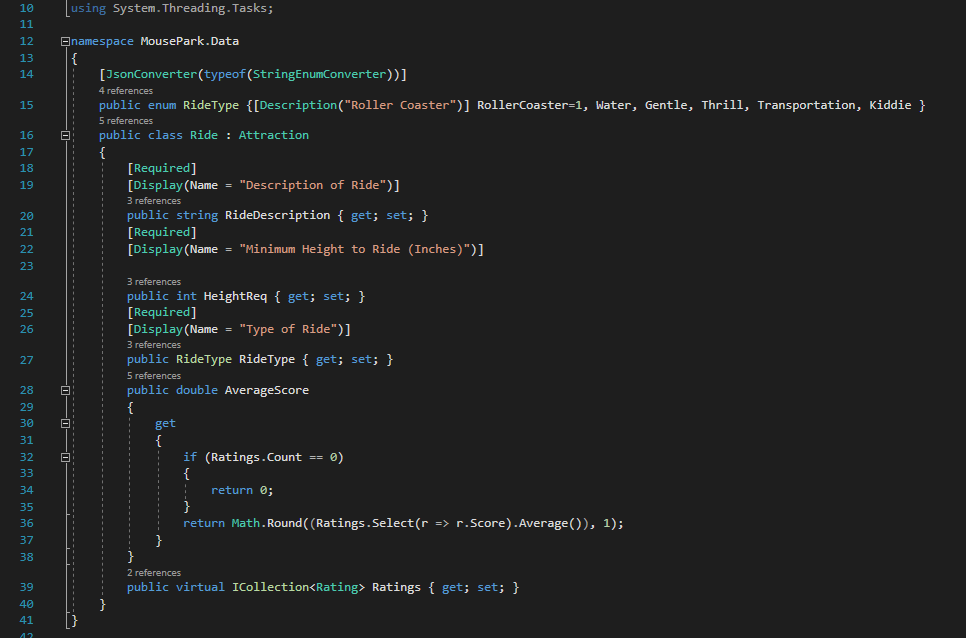 10 using System.Threading.Tasks;
11
12 namespace MousePark.Data
13 {
14 [JsonConverter(typeof(StringEnumConverter))]
4 references
15 public enum RideType {[Description("Roller Coaster")] RollerCoaster=1, Water, Gentle, Thrill, Transportation, Kiddie }
5 references
16 public class Ride : Attraction
17 {
18 [Required]
19 [Display(Name = "Description of Ride")]
3 references
20 public string RideDescription { get; set; }
21 [Required]
22 [Display(Name = "Minimum Height to Ride (Inches)")]
23
3 references
24 public int HeightReq { get; set; }
25 [Required]
26 [Display(Name = "Type of Ride")]
3 references
27 public RideType RideType { get; set; }
5 references
28 public double AverageScore
29 {
30 get
31 {
32 if (Ratings.Count == 0)
33 {
34 return 0;
35 }
36 return Math.Round((Ratings.Select(r => r.Score).Average()), 1);
37 }
38 }
2 references
39 public virtual ICollection<Rating> Ratings { get; set; }
40 }
41 }
42